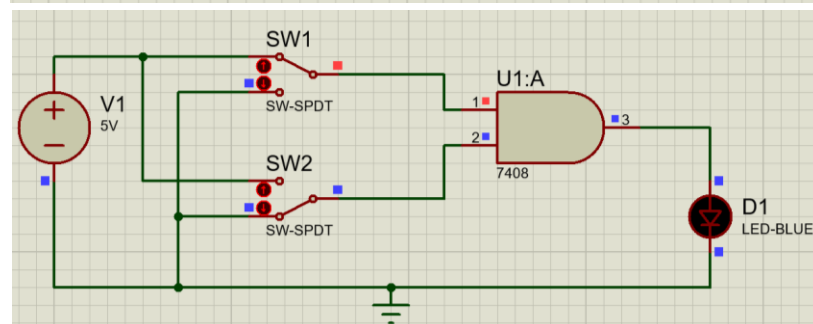 SW1
SW-SPDT
V1
5V
SW2
SW-SPDT
U1:A
1
2
3
7408
D1
LED-BLUE